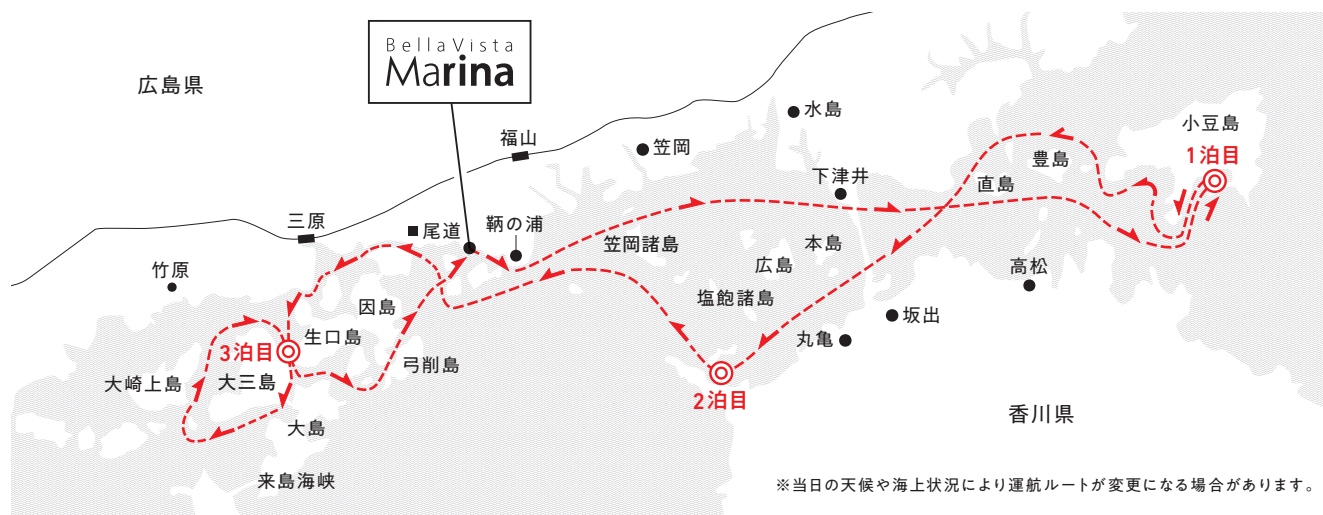 BellaVista
Marina
広島県
水島
小豆島
1泊目
福山
笠岡
豊島
下津井
直島
三原
尾道
鞆の浦
笠岡諸島
本島
広島
高松
竹原
塩飽諸島
因島
坂出
生口島
丸亀
3泊目
弓削島
大崎上島
大三島
2泊目
香川県
大島
来島海峡
※当日の天候や海上状況により運航ルートが変更になる場合があります。